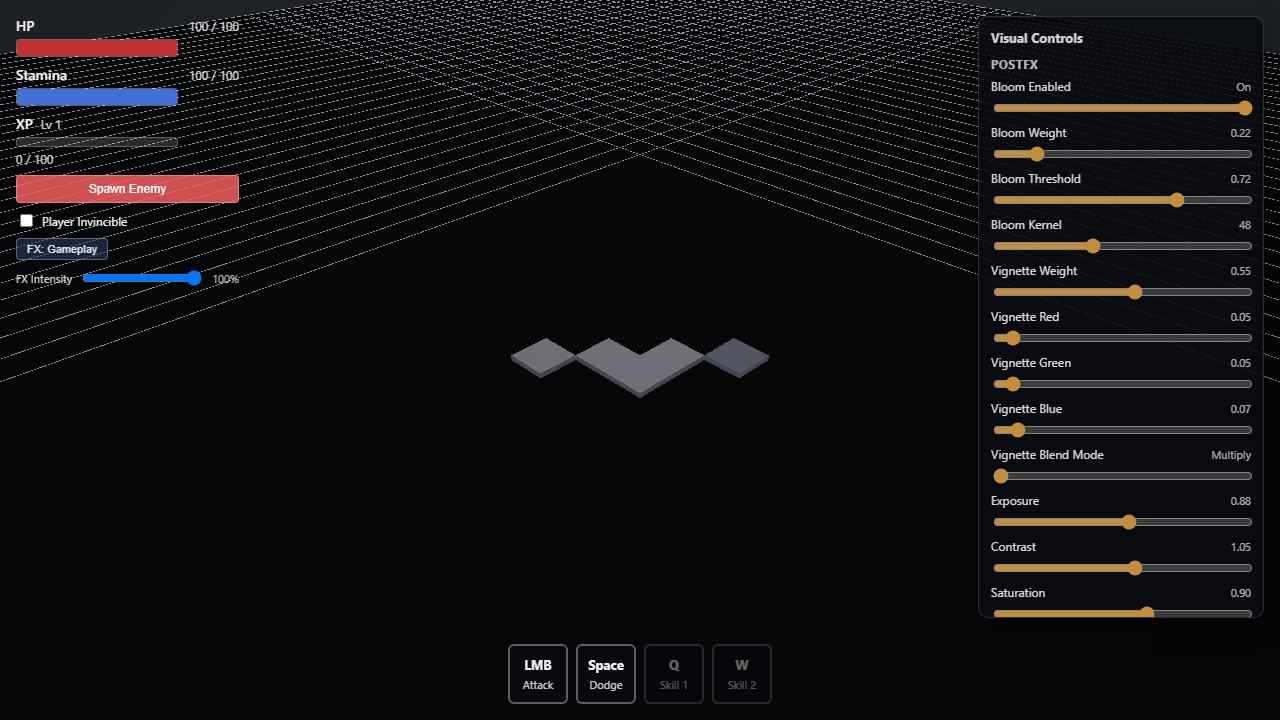 HP 100 / 100
Stamina 100 / 100
XP Lv 1
0 / 100
Spawn Enemy
Player Invincible
FX: Gameplay
FX Intensity 100%
Visual Controls
POSTFX
Bloom Enabled On
Bloom Weight 0.22
Bloom Threshold 0.72
Bloom Kernel 48
Vignette Weight 0.55
Vignette Red 0.05
Vignette Green 0.05
Vignette Blue 0.07
Vignette Blend Mode Multiply
Exposure 0.88
Contrast 1.05
Saturation 0.90
LMB Space Q W
Attack Dodge Skill 1 Skill 2